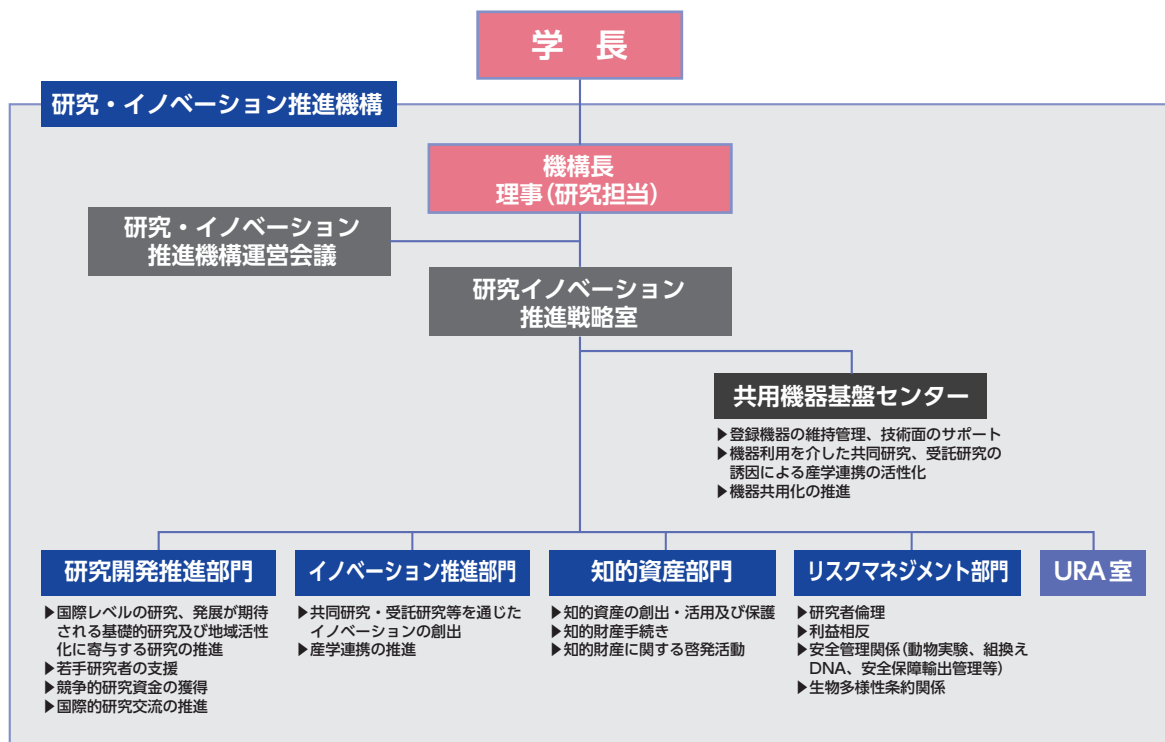 学　長
研究・イノベーション推進機構
機構長
理事（研究担当）
研究・イノベーション
推進機構運営会議
研究イノベーション
推進戦略室
共用機器基盤センター
▶登録機器の維持管理、技術面のサポート
▶機器利用を介した共同研究、受託研究の
誘因による産学連携の活性化
▶機器共用化の推進
研究開発推進部門
▶国際レベルの研究、発展が期待
される基礎的研究及び地域活性
化に寄与する研究の推進
▶若手研究者の支援
▶競争的研究資金の獲得
▶国際的研究交流の推進
イノベーション推進部門
▶共同研究・受託研究等を通じた
イノベーションの創出
▶産学連携の推進
知的資産部門
▶知的資産の創出・活用及び保護
▶知的財産手続き
▶知的財産に関する啓発活動
リスクマネジメント部門
▶研究者倫理
▶利益相反
▶安全管理関係（動物実験、組換え
DNA、安全保障輸出管理等）
▶生物多様性条約関係
URA室